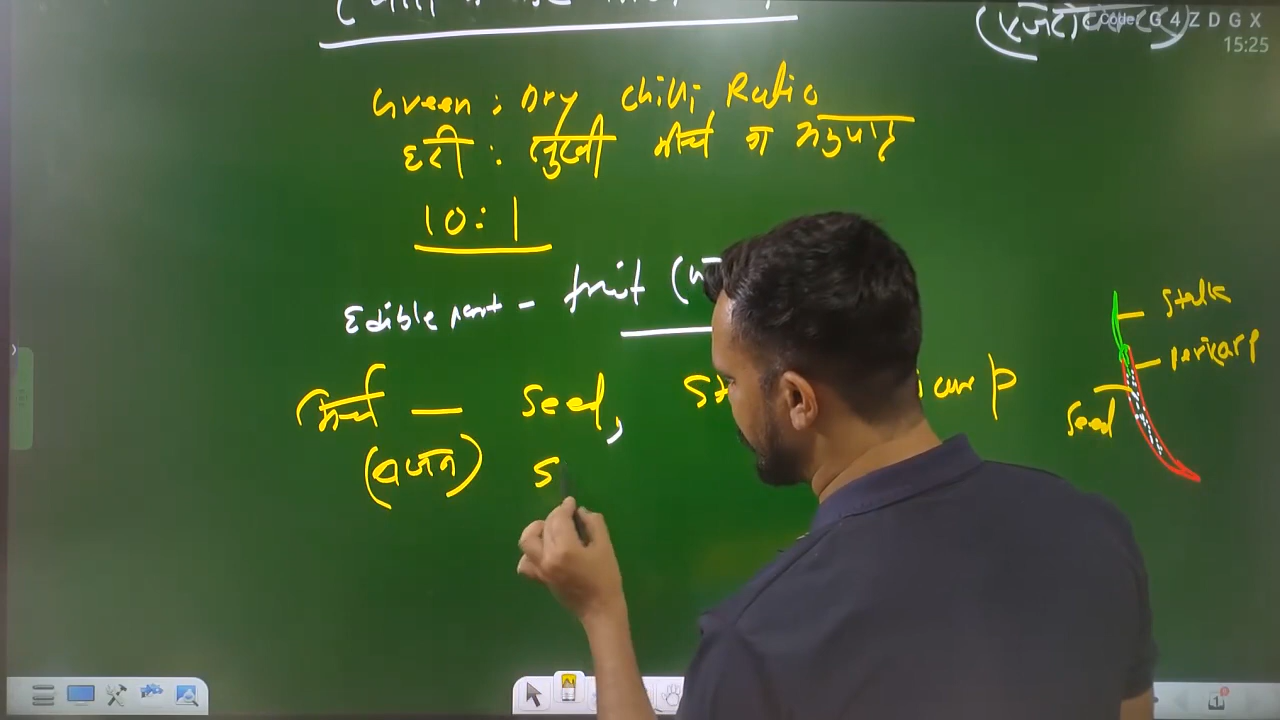 Code: G 4 Z D G X
15:25
Green : Dry Chilli Ratio
हरी : सुखी मीर्च का अनुपात
10:1
Edible part - fruit
मिर्च — Seed,
(वजन) 5
Stalk
pericarp
Seed